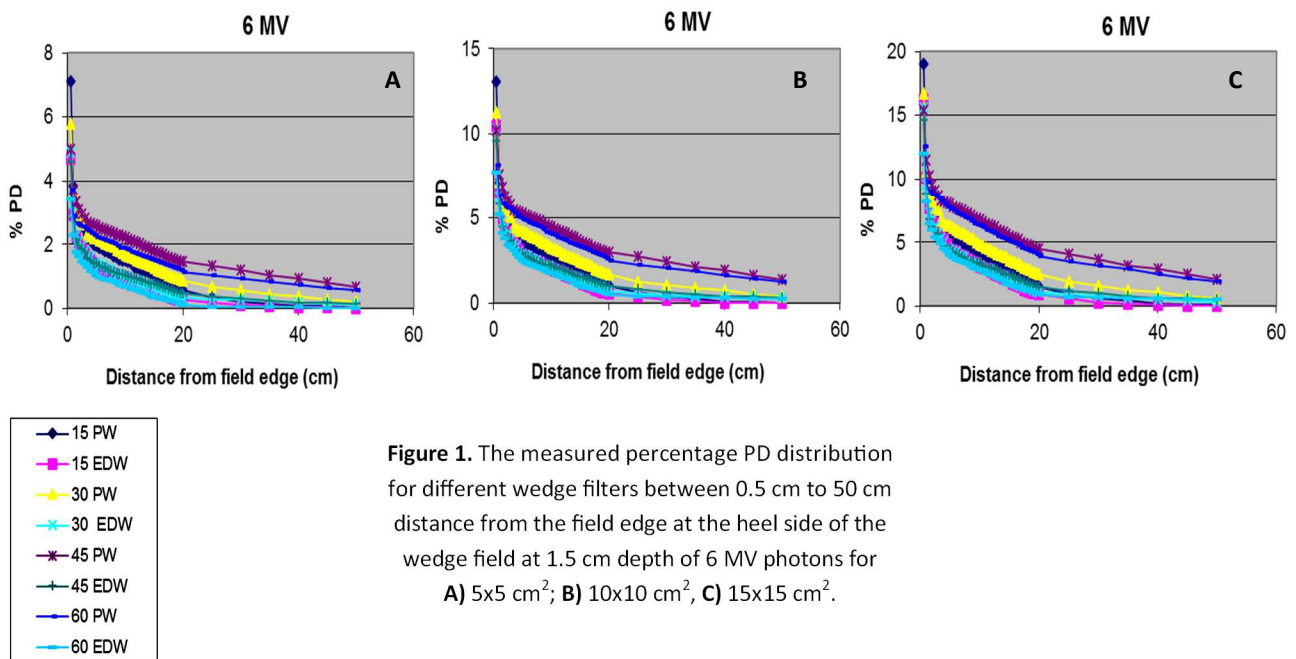 6 MV
8
6
4
2
0
% PD
A
0 20 40 60
Distance from field edge (cm)
6 MV
15
10
5
0
% PD
B
0 20 40 60
Distance from field edge (cm)
6 MV
20
15
10
5
0
% PD
C
0 20 40 60
Distance from field edge (cm)
15 PW
15 EDW
30 PW
30 EDW
45 PW
45 EDW
60 PW
60 EDW
Figure 1. The measured percentage PD distribution
for different wedge filters between 0.5 cm to 50 cm
distance from the field edge at the heel side of the
wedge field at 1.5 cm depth of 6 MV photons for
A) 5x5 cm²; B) 10x10 cm², C) 15x15 cm².